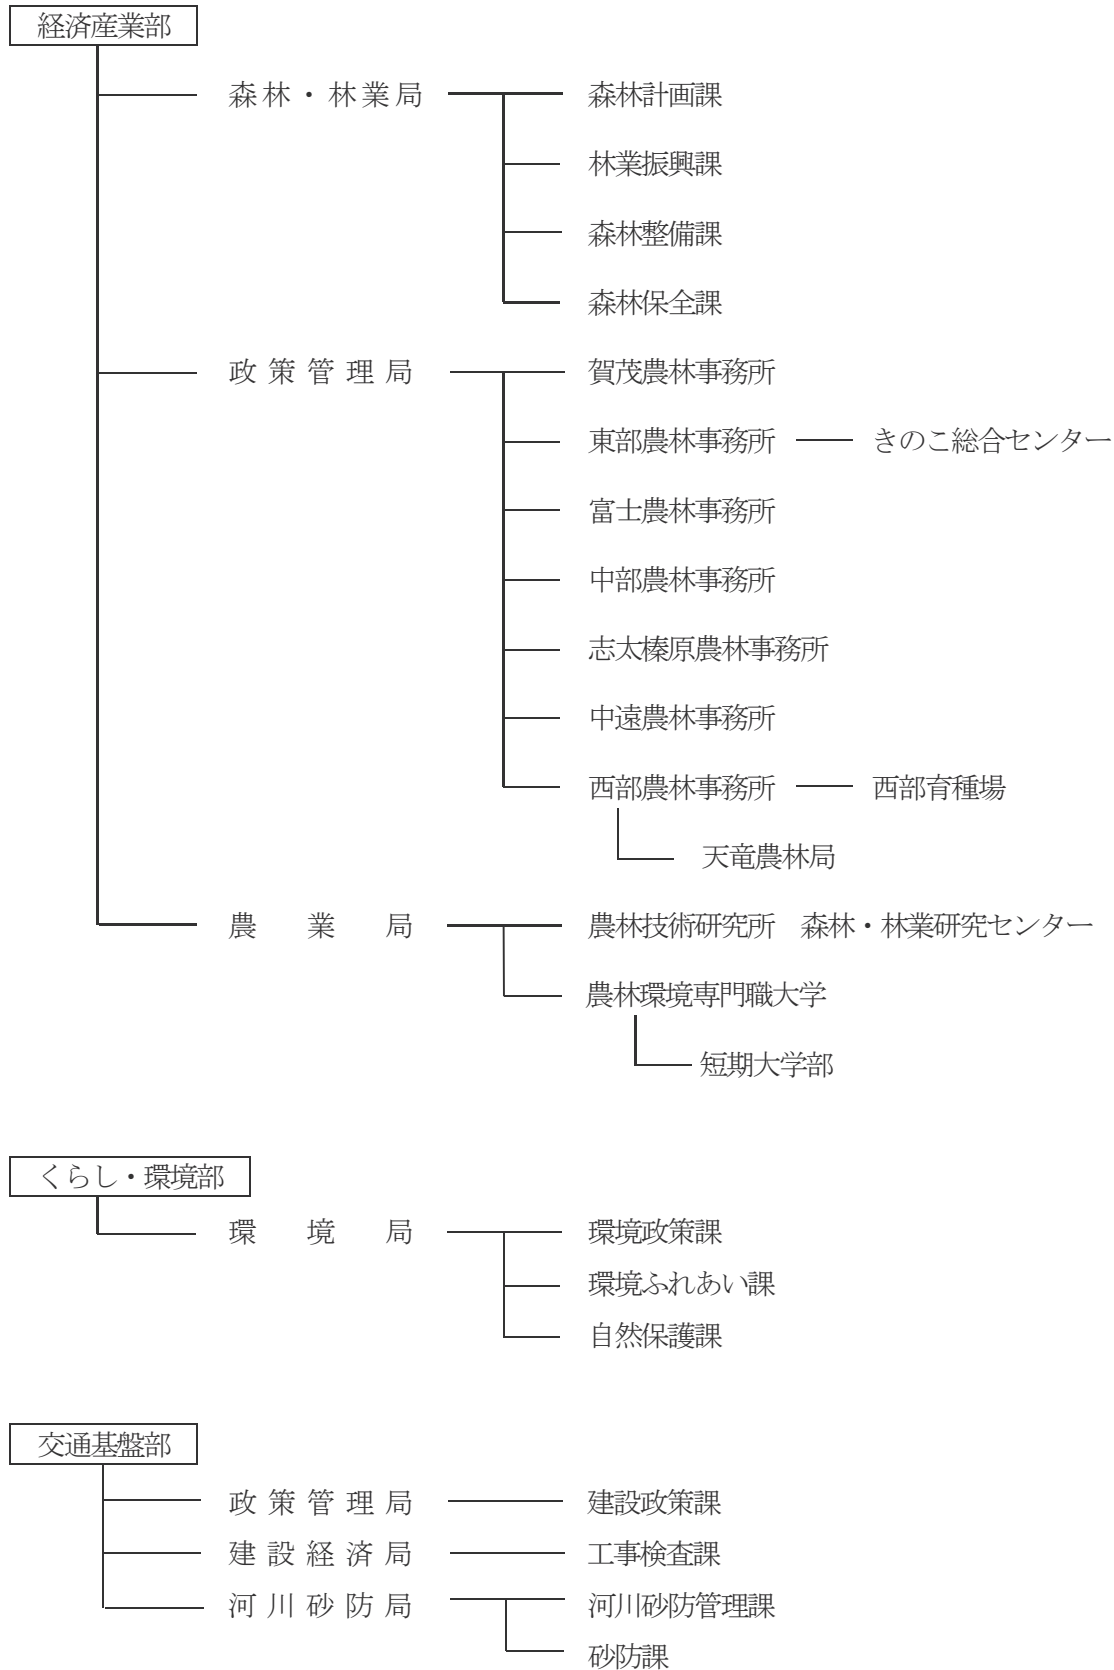 経済産業部
森林・林業局 森林計画課
林業振興課
森林整備課
森林保全課
政策管理局 賀茂農林事務所
東部農林事務所 きのこ総合センター
富士農林事務所
中部農林事務所
志太榛原農林事務所
中遠農林事務所
西部農林事務所 西部育種場
天竜農林局
農業局 農林技術研究所 森林・林業研究センター
農林環境専門職大学
短期大学部
くらし・環境部
環境局 環境政策課
環境ふれあい課
自然保護課
交通基盤部
政策管理局 建設政策課
建設経済局 工事検査課
河川砂防局 河川砂防管理課
砂防課